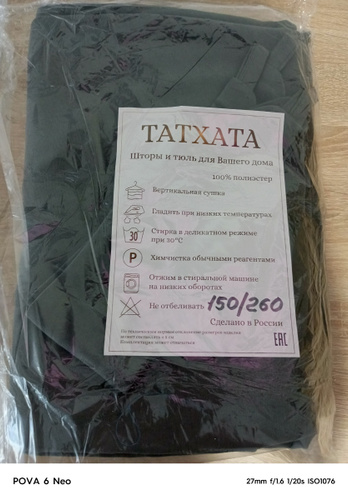 ТАТХАТА
Шторы и тюль для Вашего дома
100% полиэстер
Вертикальная сушка
Гладить при низких температурах
30
Стирка в деликатном режиме
при 30°C
P
Химчистка обычными реагентами
Отжим в стиральной машине
на низких оборотах
Не отбеливать 150/260
Сделано в России
EAC
POVA 6 Neo
27mm f/1.6 1/20s ISO1076